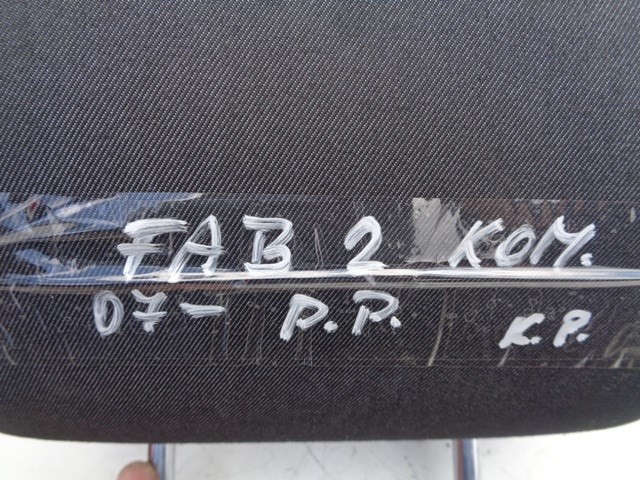 FAB 2 KOM.
07- P.P. K.P.